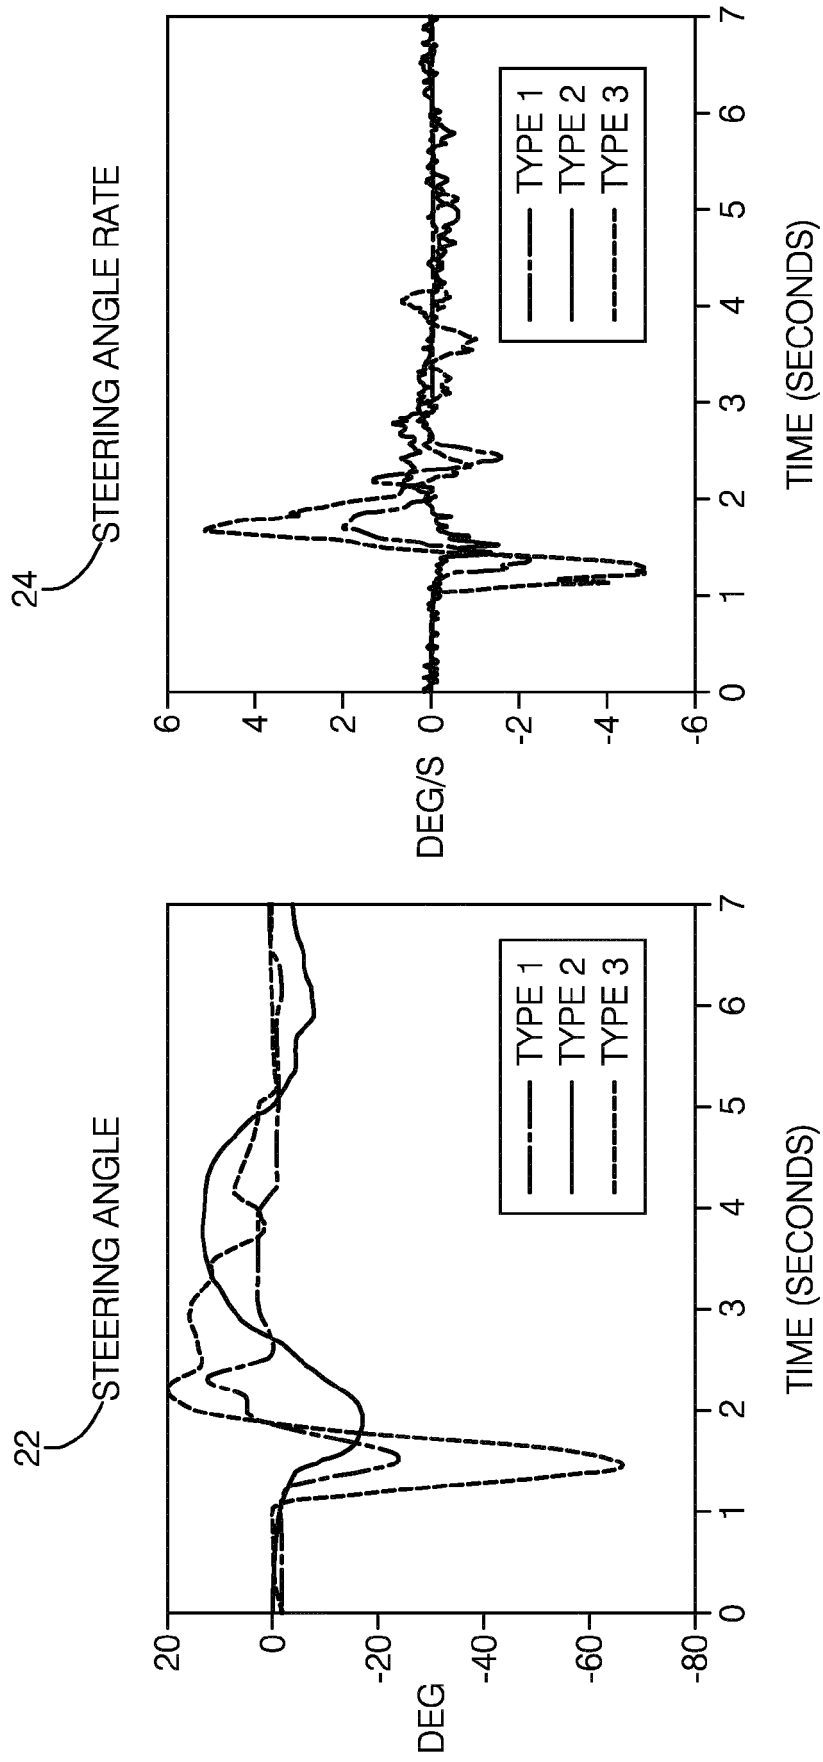 22
STEERING ANGLE
20
0
-20
-40
-60
-80
DEG
0
1
2
3
4
5
6
7
TIME (SECONDS)
TYPE 1
TYPE 2
TYPE 3
24
STEERING ANGLE RATE
6
4
2
0
-2
-4
-6
DEG/S
0
1
2
3
4
5
6
7
TIME (SECONDS)
TYPE 1
TYPE 2
TYPE 3